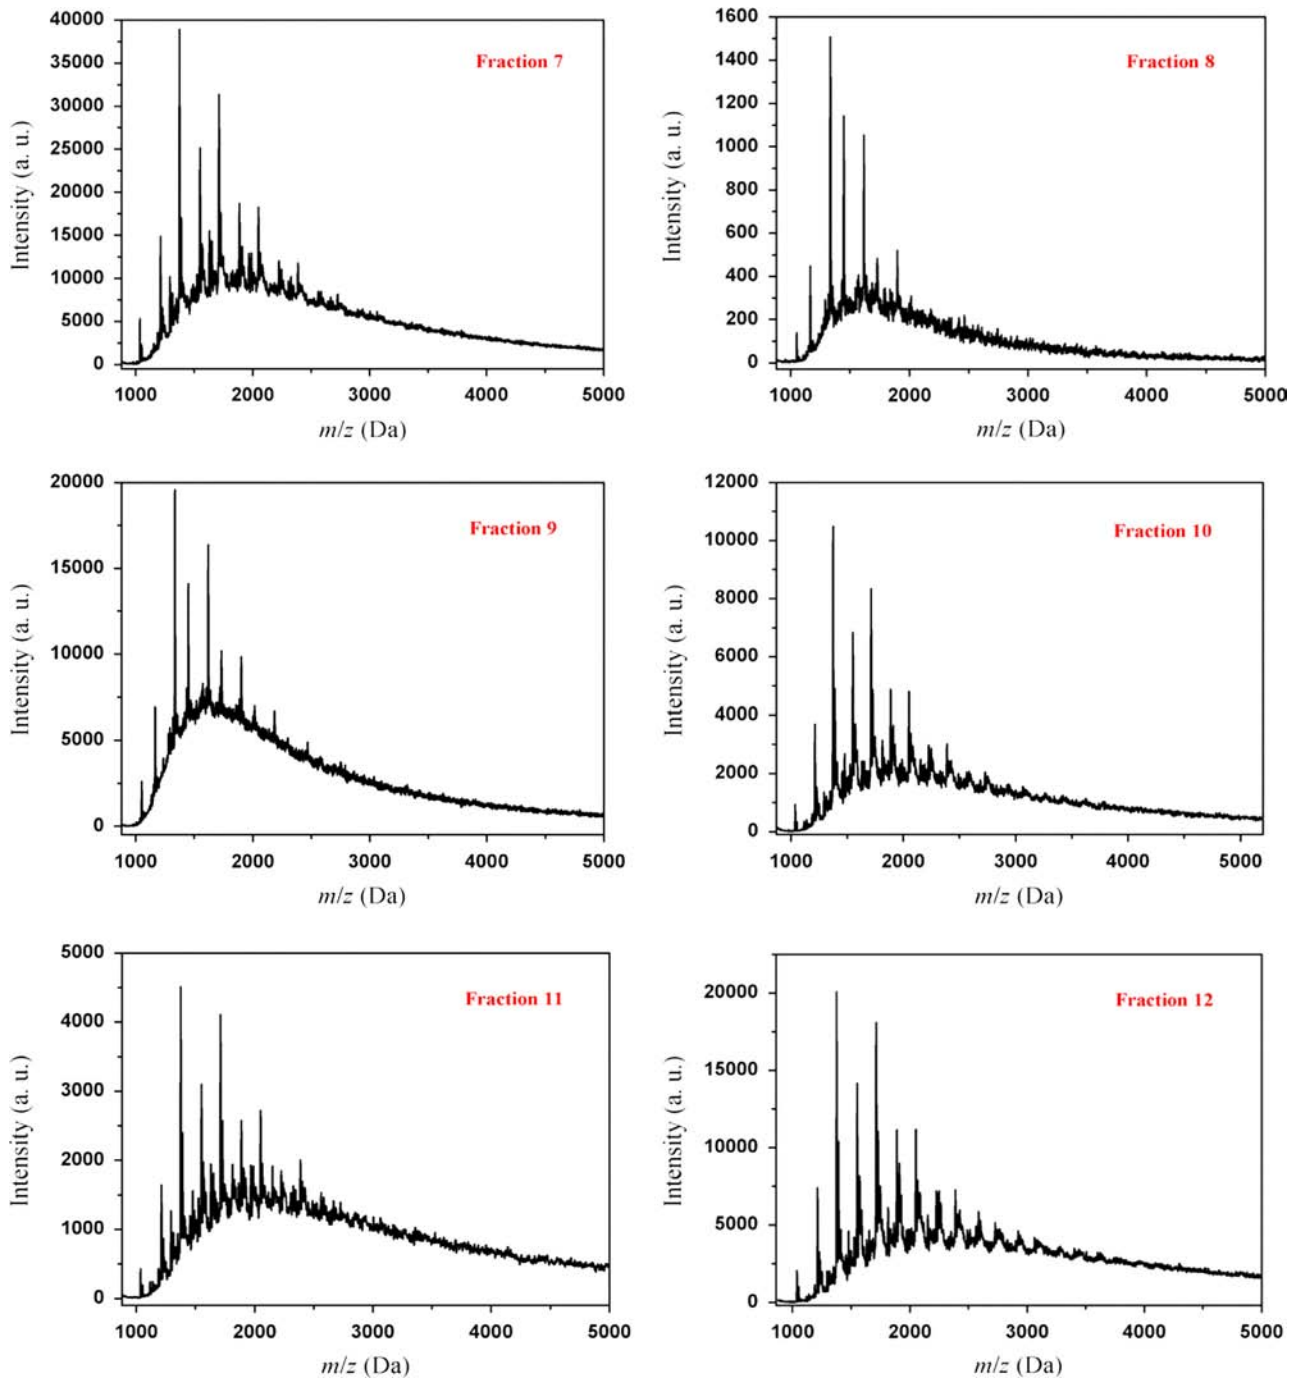 40000
35000
30000
25000
20000
15000
10000
5000
0
Intensity (a. u.)
Fraction 7
1000 2000 3000 4000 5000
m/z (Da)
1600
1400
1200
1000
800
600
400
200
0
Intensity (a. u.)
Fraction 8
1000 2000 3000 4000 5000
m/z (Da)
20000
15000
10000
5000
0
Intensity (a. u.)
Fraction 9
1000 2000 3000 4000 5000
m/z (Da)
12000
10000
8000
6000
4000
2000
0
Intensity (a. u.)
Fraction 10
1000 2000 3000 4000 5000
m/z (Da)
5000
4000
3000
2000
1000
0
Intensity (a. u.)
Fraction 11
1000 2000 3000 4000 5000
m/z (Da)
20000
15000
10000
5000
0
Intensity (a. u.)
Fraction 12
1000 2000 3000 4000 5000
m/z (Da)